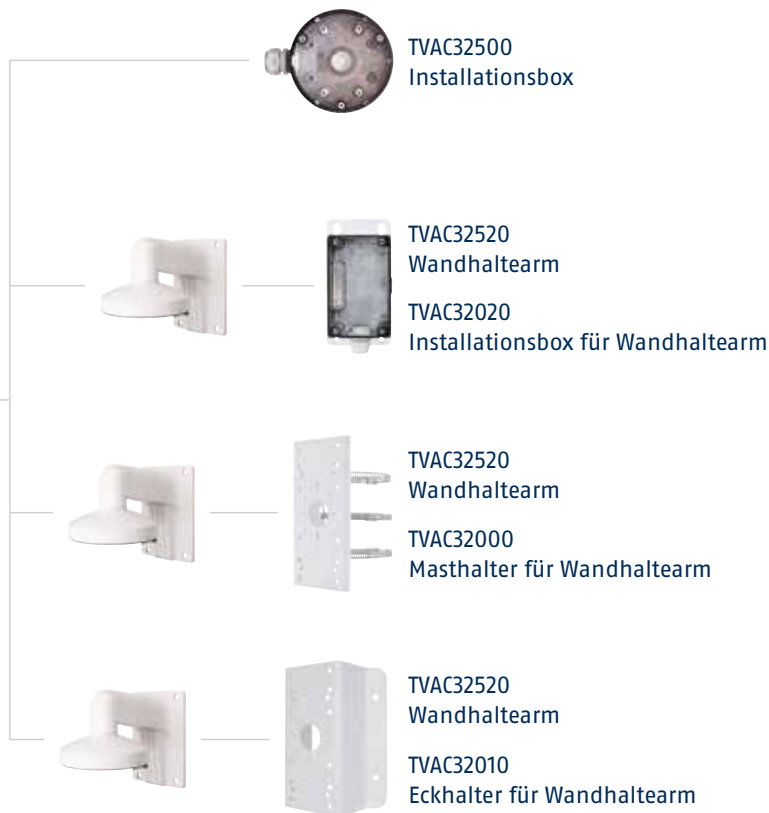 TVAC32500
Installationsbox
TVAC32520
Wandhaltearm
TVAC32020
Installationsbox für Wandhaltearm
TVAC32520
Wandhaltearm
TVAC32000
Masthalter für Wandhaltearm
TVAC32520
Wandhaltearm
TVAC32010
Eckhalter für Wandhaltearm